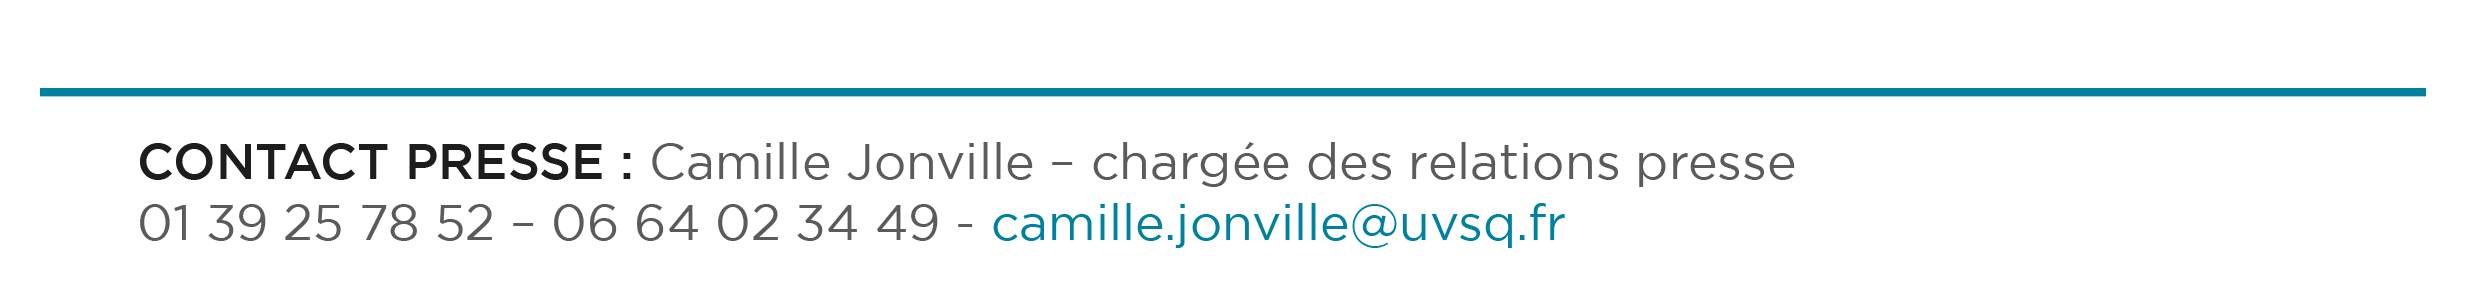 CONTACT PRESSE : Camille Jonville – chargée des relations presse
01 39 25 78 52 – 06 64 02 34 49 - camille.jonville@uvsq.fr